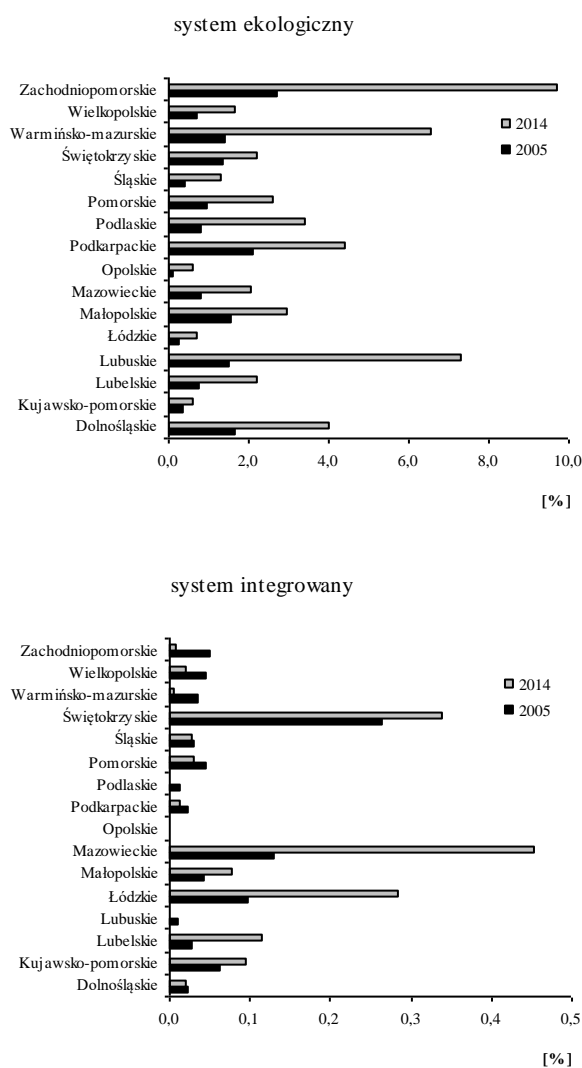 system ekologiczny
Zachodniopomorskie
Wielkopolskie
Warmińsko-mazurskie
Świętokrzyskie
Śląskie
Pomorskie
Podlaskie
Podkarpackie
Opolskie
Mazowieckie
Małopolskie
Łódzkie
Lubuskie
Lubelskie
Kujawsko-pomorskie
Dolnośląskie
2014
2005
0,0 2,0 4,0 6,0 8,0 10,0
[%]
system integrowany
Zachodniopomorskie
Wielkopolskie
Warmińsko-mazurskie
Świętokrzyskie
Śląskie
Pomorskie
Podlaskie
Podkarpackie
Opolskie
Mazowieckie
Małopolskie
Łódzkie
Lubuskie
Lubelskie
Kujawsko-pomorskie
Dolnośląskie
2014
2005
0,0 0,1 0,2 0,3 0,4 0,5
[%]